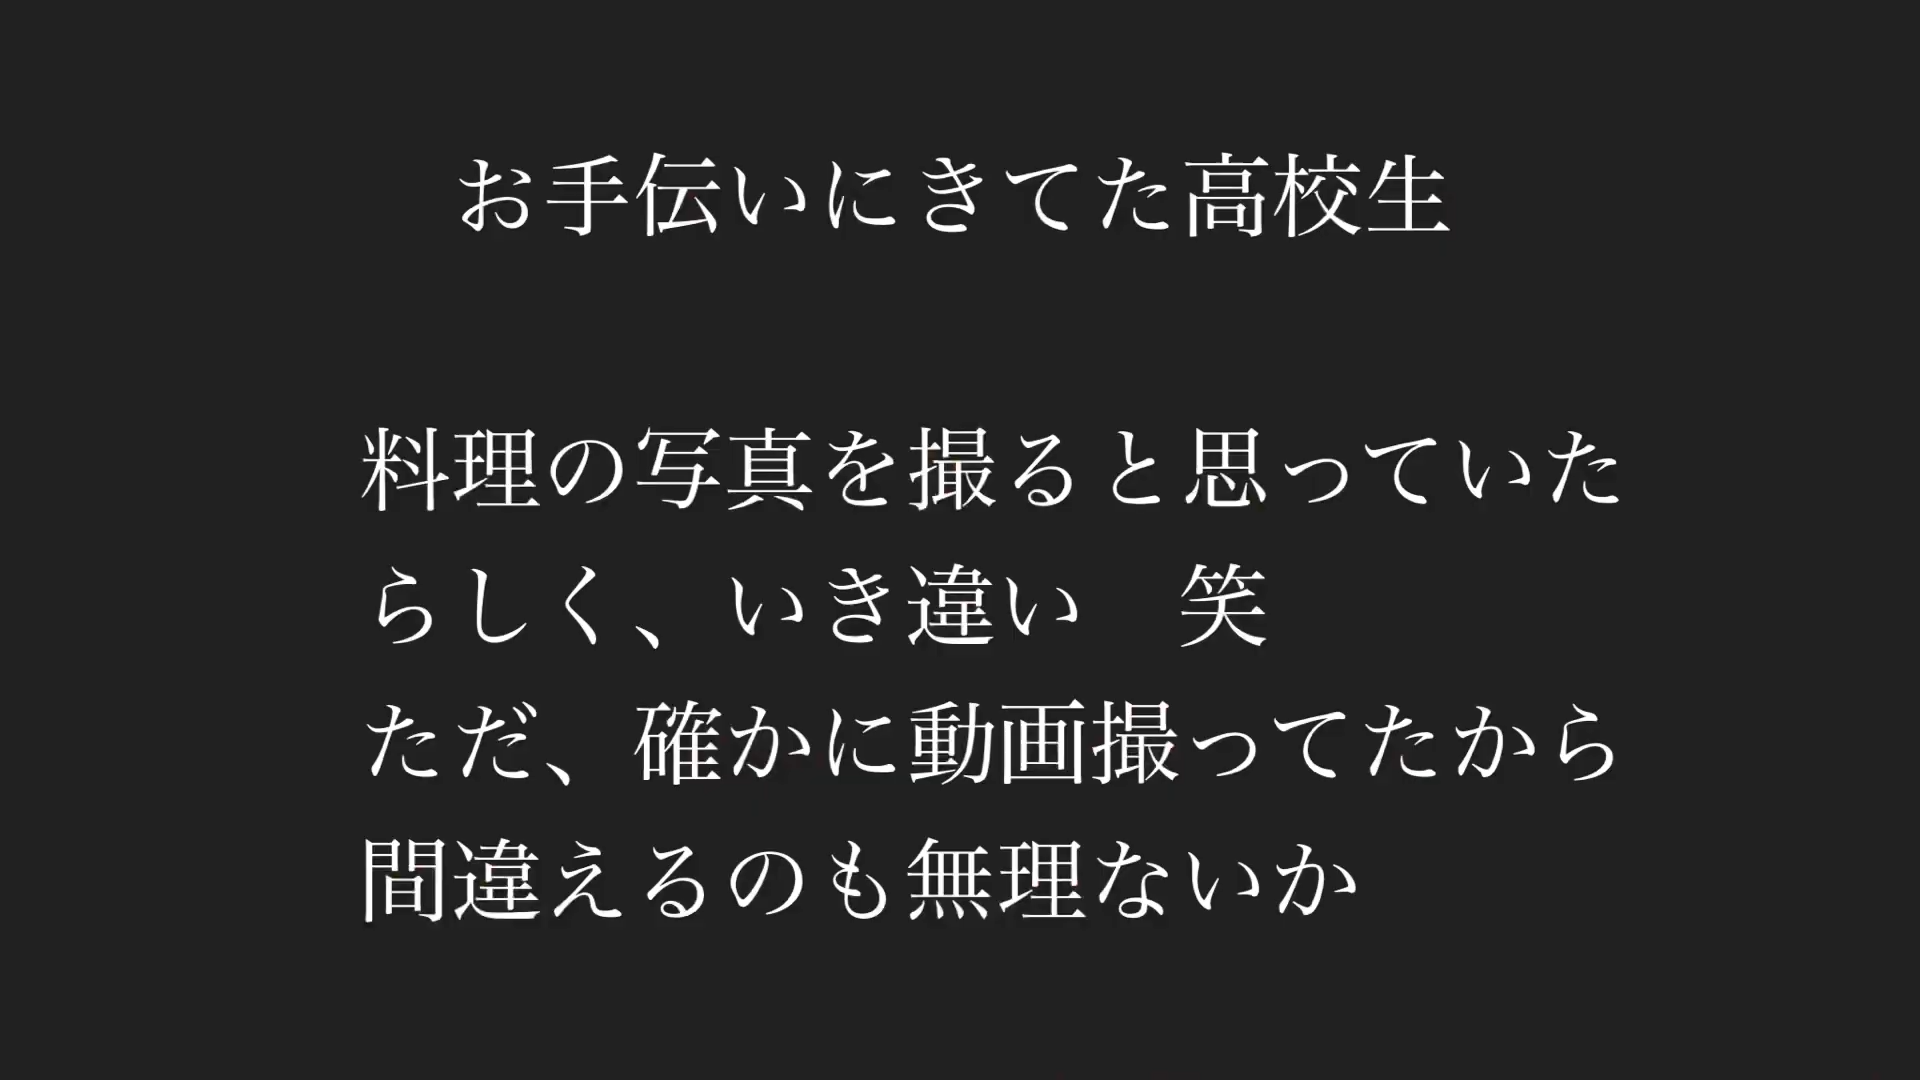 お手伝いにきてた高校生
料理の写真を撮ると思っていた
らしく、いき違い　笑
ただ、確かに動画撮ってたから
間違えるのも無理ないか